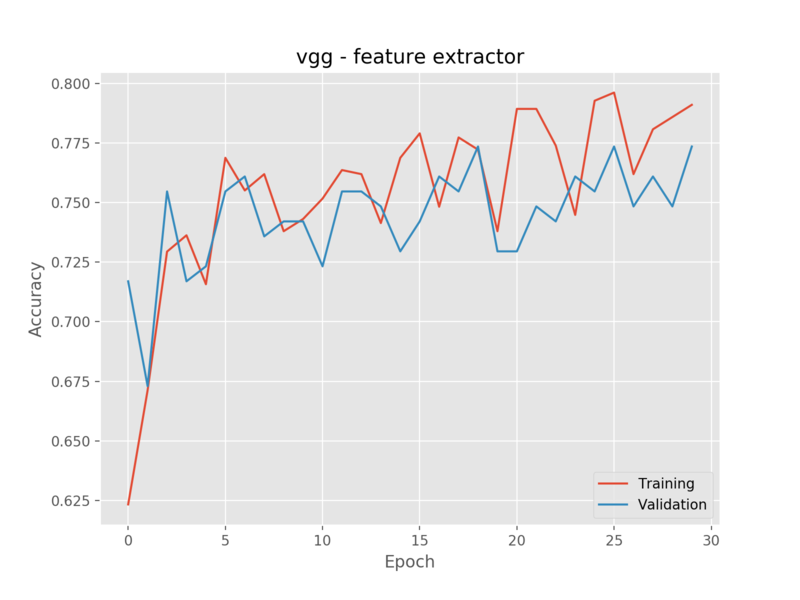 vgg - feature extractor
0.800
0.775
0.750
0.725
0.700
0.675
0.650
0.625
Accuracy
0 5 10 15 20 25 30
Epoch
Training
Validation